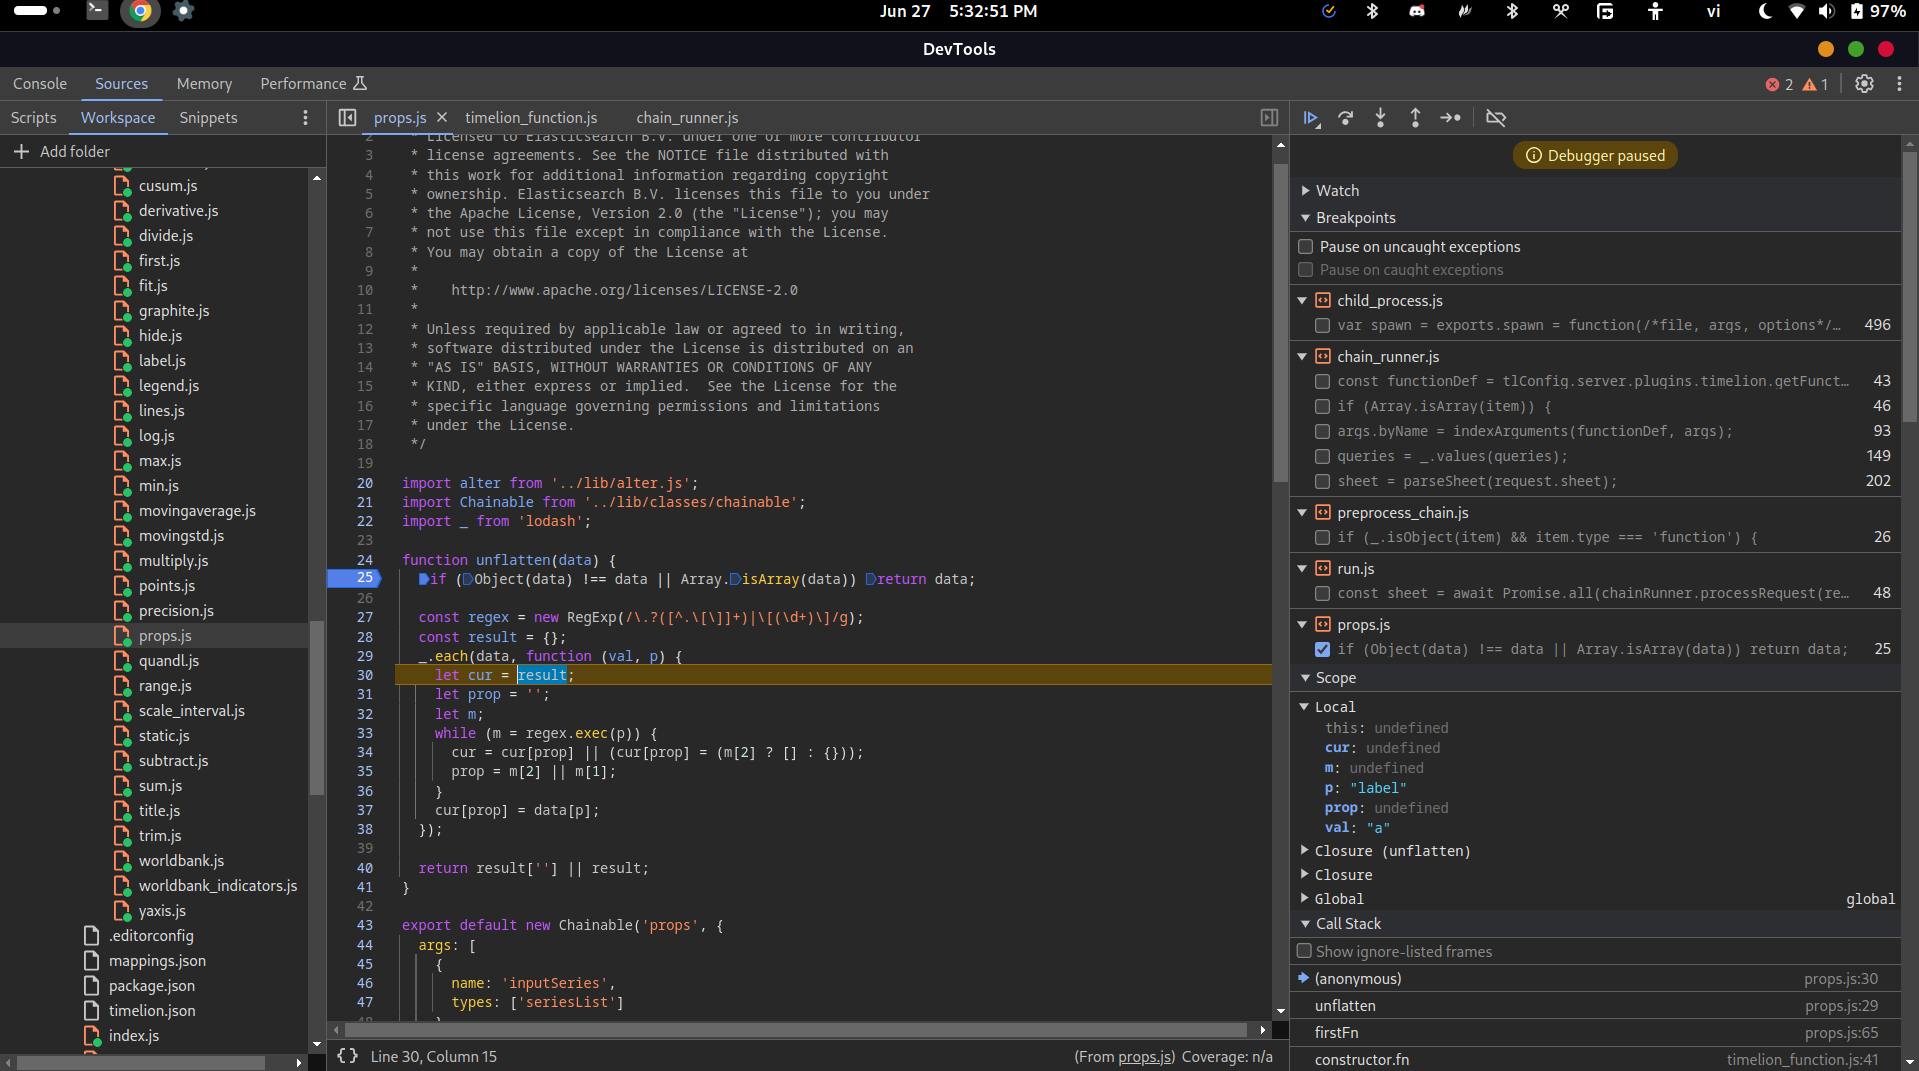 Jun 27 5:32:51 PM
vi
97%
DevTools
Console Sources Memory Performance
2 1
Scripts Workspace Snippets
props.js timelion_function.js chain_runner.js
Add folder
cusum.js
derivative.js
divide.js
first.js
fit.js
graphite.js
hide.js
label.js
legend.js
lines.js
log.js
max.js
min.js
movingaverage.js
movingstd.js
multiply.js
points.js
precision.js
props.js
quandl.js
range.js
scale_interval.js
static.js
subtract.js
sum.js
title.js
trim.js
worldbank.js
worldbank_indicators.js
yaxis.js
.editorconfig
mappings.json
package.json
timelion.json
index.js
2 * Licensed to Elasticsearch B.V. under one or more contributor
3 * license agreements. See the NOTICE file distributed with
4 * this work for additional information regarding copyright
5 * ownership. Elasticsearch B.V. licenses this file to you under
6 * the Apache License, Version 2.0 (the "License"); you may
7 * not use this file except in compliance with the License.
8 * You may obtain a copy of the License at
9 *
10 *    http://www.apache.org/licenses/LICENSE-2.0
11 *
12 * Unless required by applicable law or agreed to in writing,
13 * software distributed under the License is distributed on an
14 * "AS IS" BASIS, WITHOUT WARRANTIES OR CONDITIONS OF ANY
15 * KIND, either express or implied.  See the License for the
16 * specific language governing permissions and limitations
17 * under the License.
18 */
19
20 import alter from '../lib/alter.js';
21 import Chainable from '../lib/classes/chainable';
22 import _ from 'lodash';
23
24 function unflatten(data) {
25   if (Object(data) !== data || Array.isArray(data)) return data;
26
27   const regex = new RegExp(/\.?([^.\[\]]+)|\[(\d+)\]/g);
28   const result = {};
29   _.each(data, function (val, p) {
30     let cur = result;
31     let prop = '';
32     let m;
33     while (m = regex.exec(p)) {
34       cur = cur[prop] || (cur[prop] = (m[2] ? [] : {}));
35       prop = m[2] || m[1];
36     }
37     cur[prop] = data[p];
38   });
39
40   return result[''] || result;
41 }
42
43 export default new Chainable('props', {
44   args: [
45     {
46       name: 'inputSeries',
47       types: ['seriesList']
48
{} Line 30, Column 15 (From props.js) Coverage: n/a
Debugger paused
Watch
Breakpoints
Pause on uncaught exceptions
Pause on caught exceptions
child_process.js
var spawn = exports.spawn = function(/*file, args, options*/… 496
chain_runner.js
const functionDef = tlConfig.server.plugins.timelion.getFunct… 43
if (Array.isArray(item)) { 46
args.byName = indexArguments(functionDef, args); 93
queries = _.values(queries); 149
sheet = parseSheet(request.sheet); 202
preprocess_chain.js
if (_.isObject(item) && item.type === 'function') { 26
run.js
const sheet = await Promise.all(chainRunner.processRequest(re… 48
props.js
if (Object(data) !== data || Array.isArray(data)) return data; 25
Scope
Local
this: undefined
cur: undefined
m: undefined
p: "label"
prop: undefined
val: "a"
Closure (unflatten)
Closure
Global global
Call Stack
Show ignore-listed frames
(anonymous) props.js:30
unflatten props.js:29
firstFn props.js:65
constructor.fn timelion_function.js:41